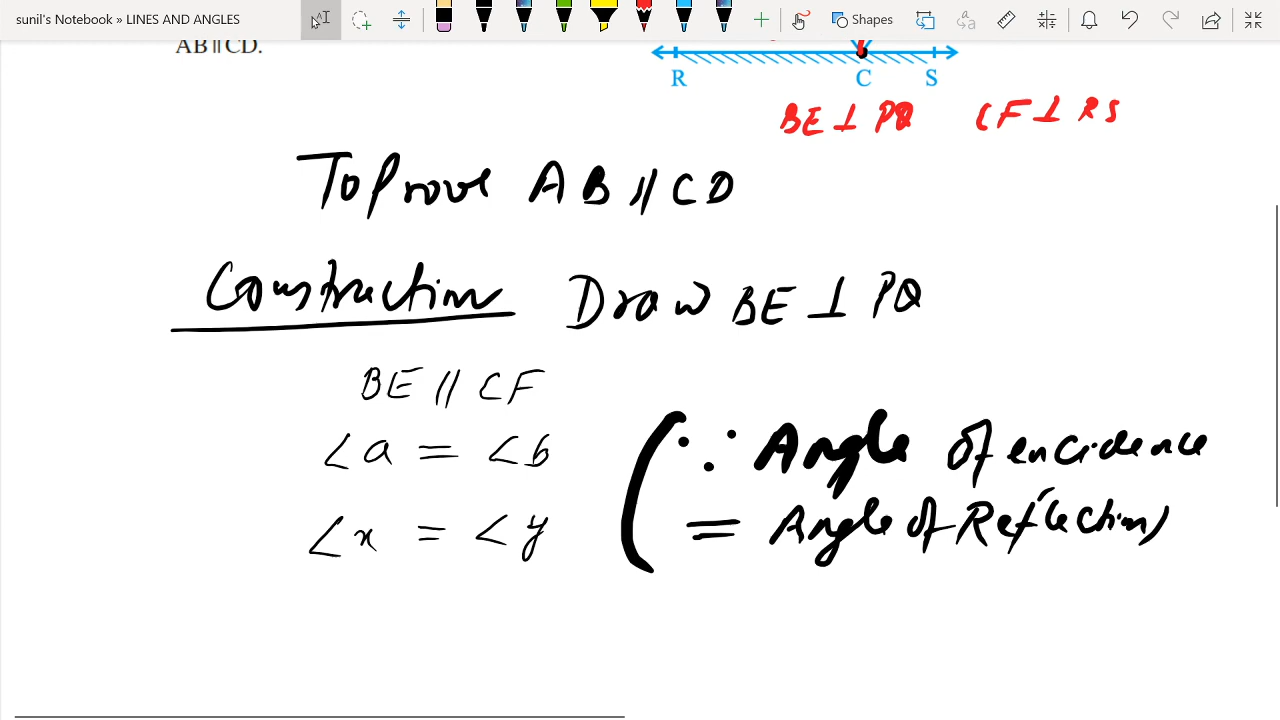 sunil's Notebook » LINES AND ANGLES
Shapes
AB || CD.
R C S
BE ⊥ PQ CF ⊥ RS
To Prove AB // CD
Construction Draw BE ⊥ PQ
BE // CF
∠a = ∠b
(∵ Angle of encidence
∠x = ∠y
= Angle of Reflection)